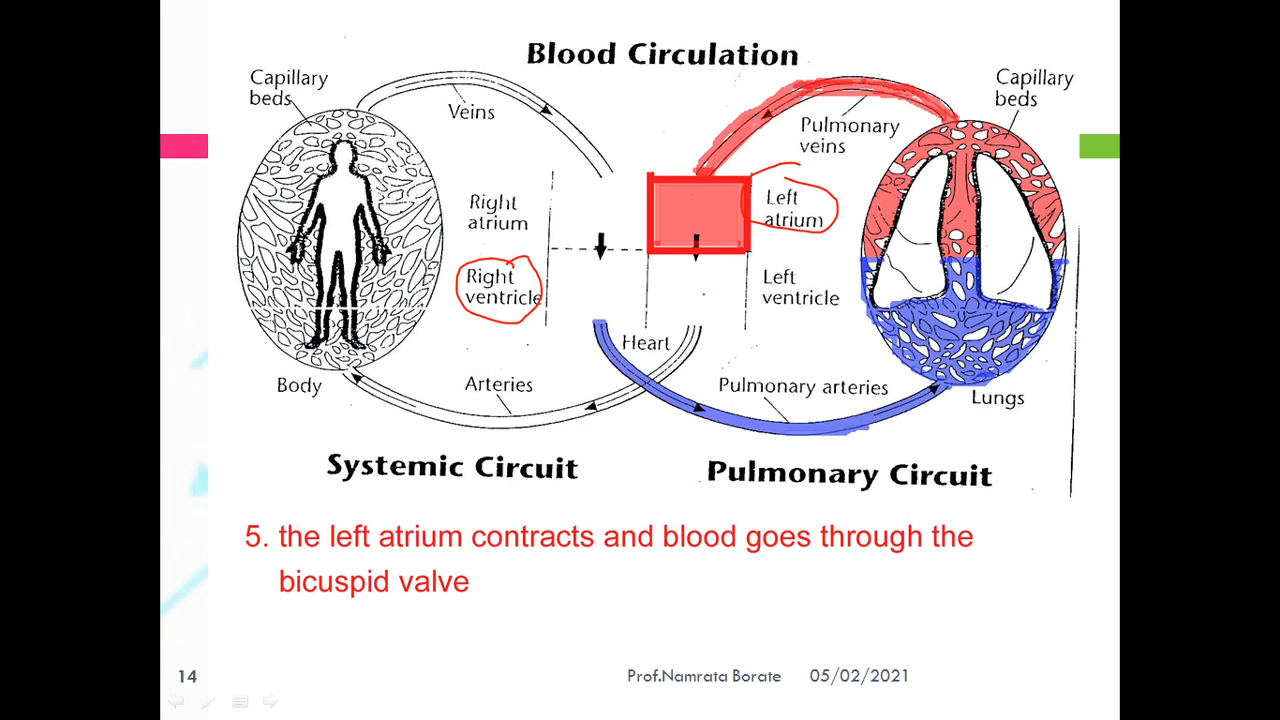 Blood Circulation
Capillary
beds
Veins
Pulmonary
veins
Capillary
beds
Right
atrium
Left
atrium
Right
ventricle
Left
ventricle
Heart
Body
Arteries
Pulmonary arteries
Lungs
Systemic Circuit
Pulmonary Circuit
5. the left atrium contracts and blood goes through the
bicuspid valve
14
Prof.Namrata Borate
05/02/2021